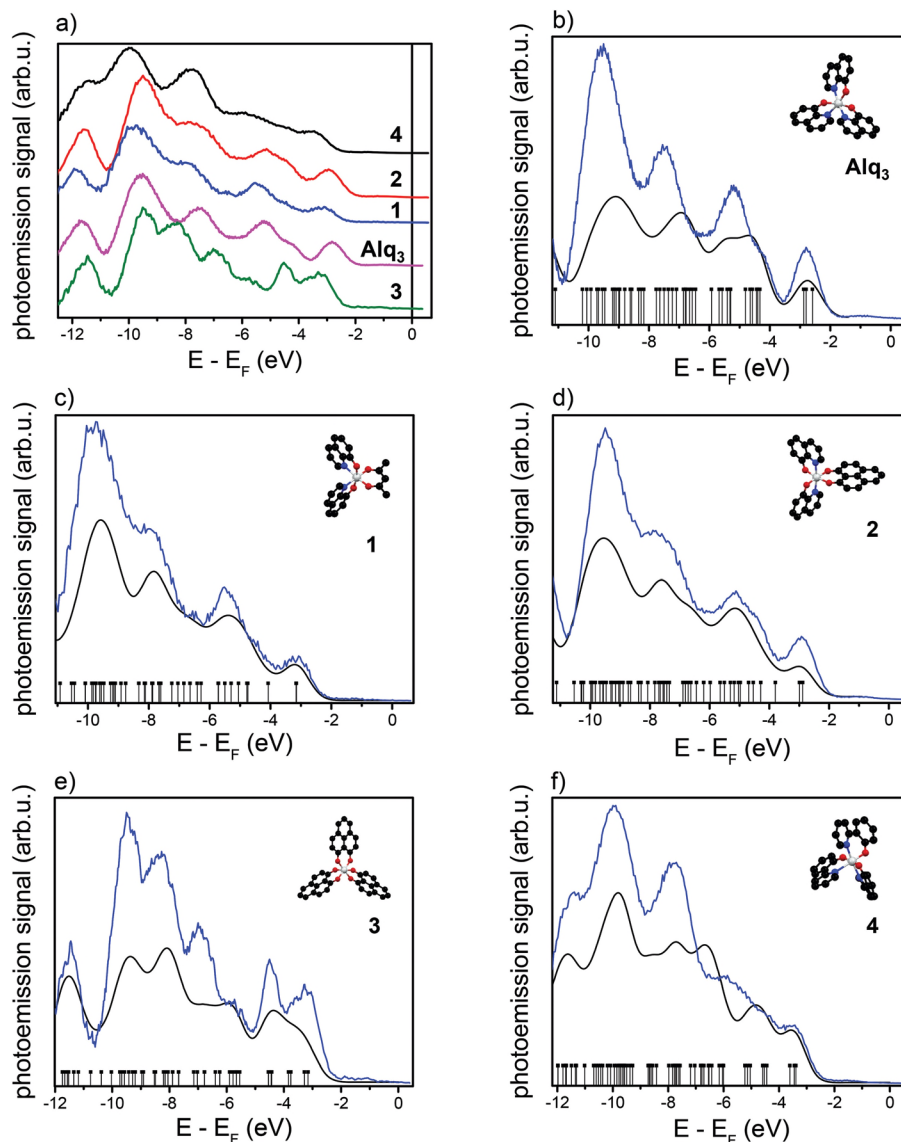 a)
photoemission signal (arb.u.)
4
2
1
Alq3
3
-12 -10 -8 -6 -4 -2 0
E - EF (eV)
b)
photoemission signal (arb.u.)
Alq3
-10 -8 -6 -4 -2 0
E - EF (eV)
c)
photoemission signal (arb.u.)
1
-10 -8 -6 -4 -2 0
E - EF (eV)
d)
photoemission signal (arb.u.)
2
-10 -8 -6 -4 -2 0
E - EF (eV)
e)
photoemission signal (arb.u.)
3
-12 -10 -8 -6 -4 -2 0
E - EF (eV)
f)
photoemission signal (arb.u.)
4
-12 -10 -8 -6 -4 -2 0
E - EF (eV)